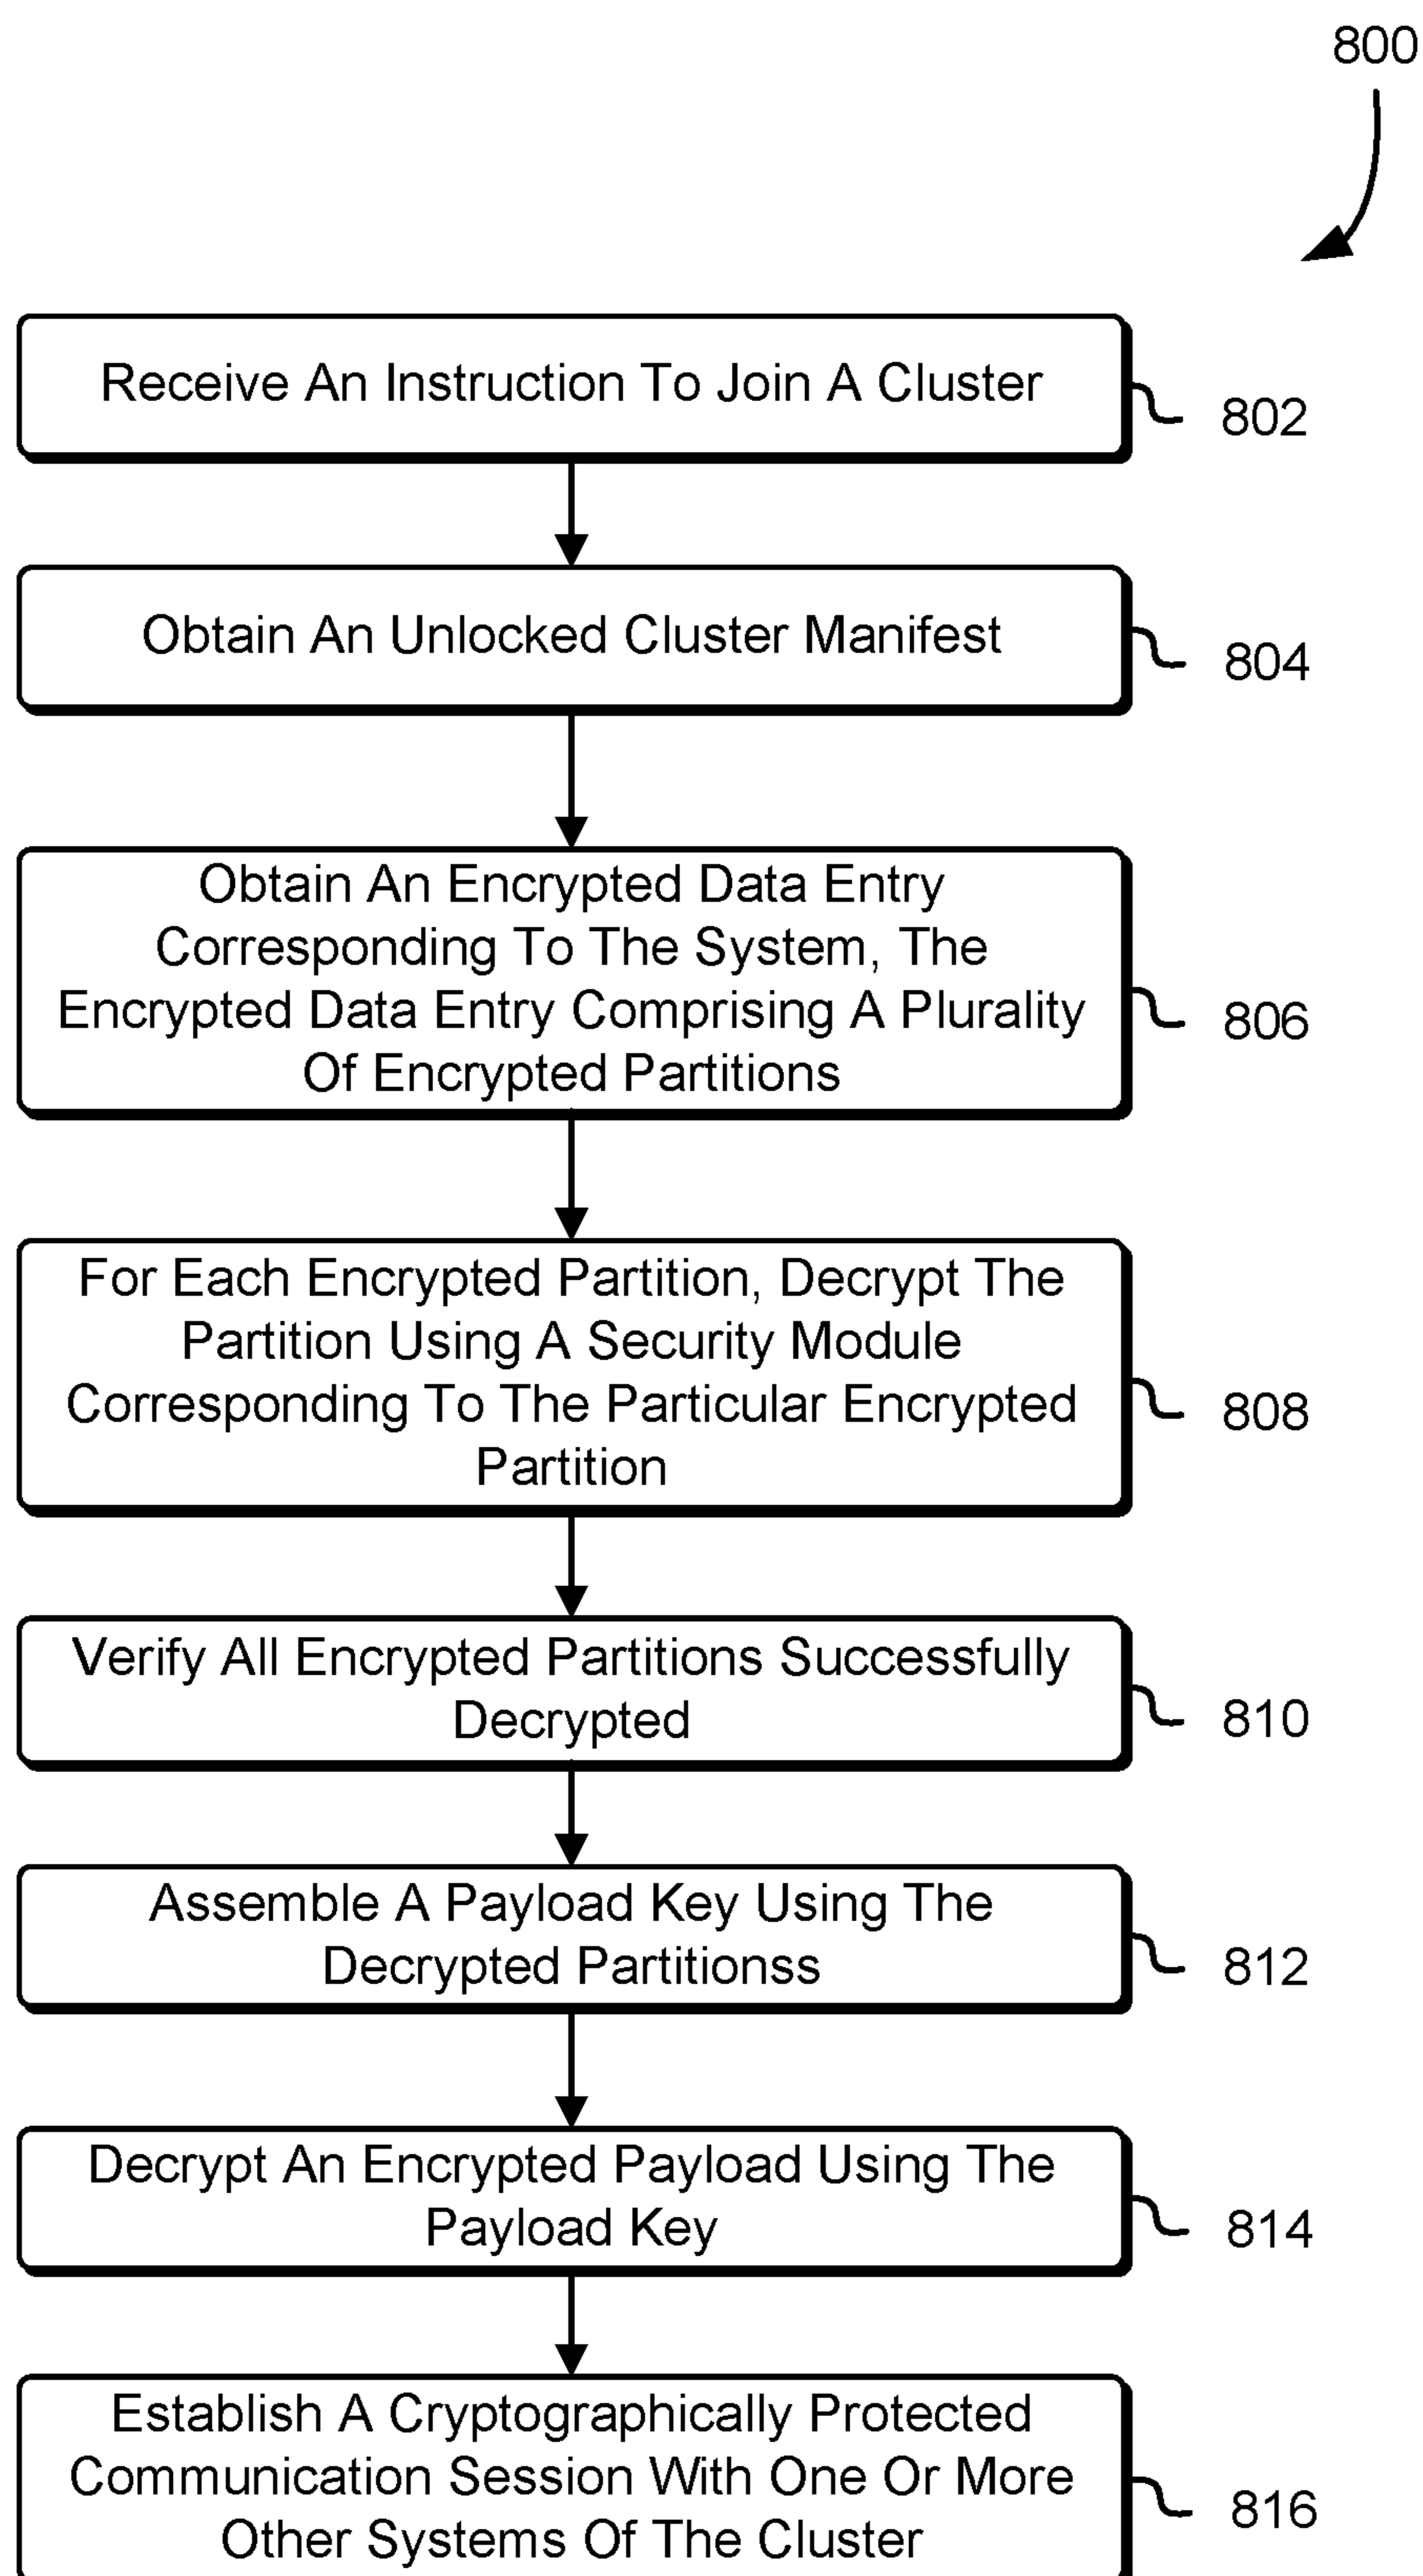 800
Receive An Instruction To Join A Cluster
802
Obtain An Unlocked Cluster Manifest
804
Obtain An Encrypted Data Entry
Corresponding To The System, The
Encrypted Data Entry Comprising A Plurality
Of Encrypted Partitions
806
For Each Encrypted Partition, Decrypt The
Partition Using A Security Module
Corresponding To The Particular Encrypted
Partition
808
Verify All Encrypted Partitions Successfully
Decrypted
810
Assemble A Payload Key Using The
Decrypted Partitionss
812
Decrypt An Encrypted Payload Using The
Payload Key
814
Establish A Cryptographically Protected
Communication Session With One Or More
Other Systems Of The Cluster
816